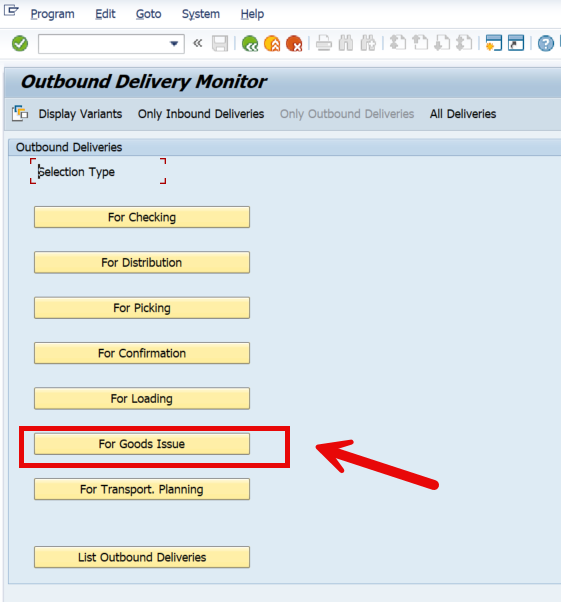 Program Edit Goto System Help
Outbound Delivery Monitor
Display Variants Only Inbound Deliveries Only Outbound Deliveries All Deliveries
Outbound Deliveries
Selection Type
For Checking
For Distribution
For Picking
For Confirmation
For Loading
For Goods Issue
For Transport. Planning
List Outbound Deliveries